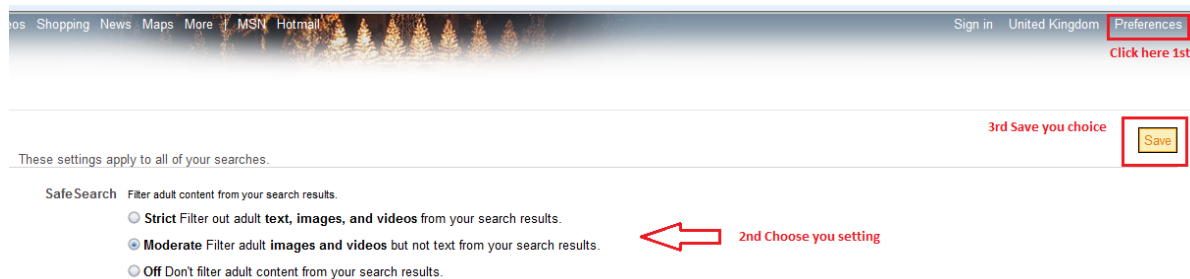 os Shopping News Maps More | MSN Hotmail Sign in United Kingdom Preferences
Click here 1st
3rd Save you choice
Save
These settings apply to all of your searches.
SafeSearch Filter adult content from your search results.
Strict Filter out adult text, images, and videos from your search results.
Moderate Filter adult images and videos but not text from your search results.
2nd Choose you setting
Off Don't filter adult content from your search results.